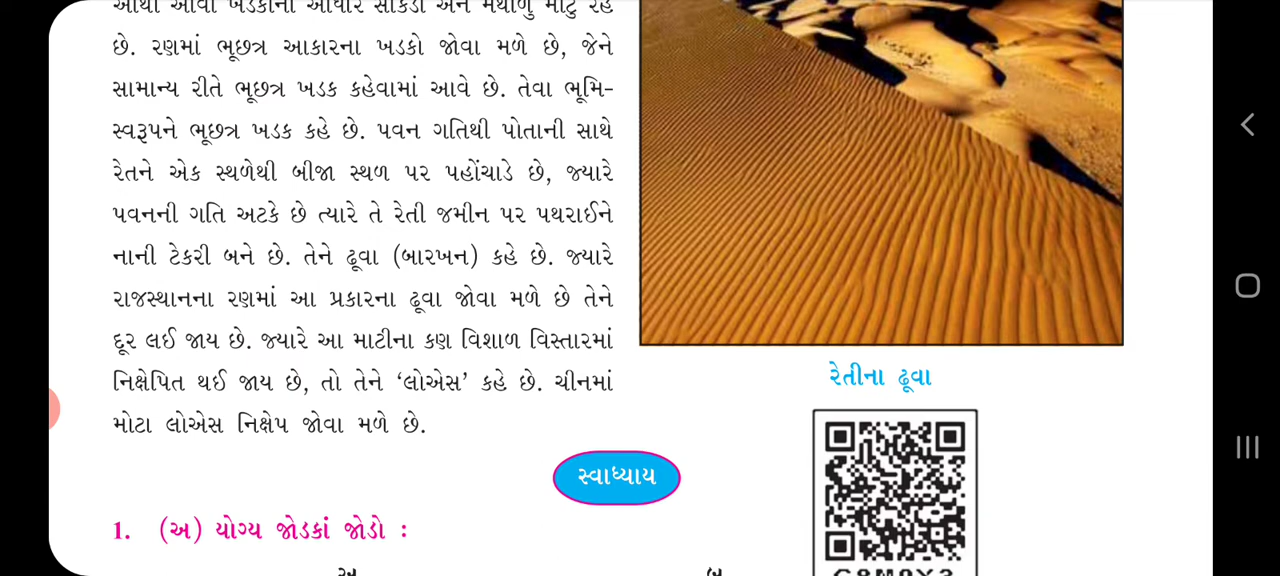 છે. રણમાં ભૂછત્ર આકારના ખડકો જોવા મળે છે, જેને
સામાન્ય રીતે ભૂછત્ર ખડક કહેવામાં આવે છે. તેવા ભૂમિ-
સ્વરૂપને ભૂછત્ર ખડક કહે છે. પવન ગતિથી પોતાની સાથે
રેતને એક સ્થળેથી બીજા સ્થળ પર પહોંચાડે છે, જ્યારે
પવનની ગતિ અટકે છે ત્યારે તે રેતી જમીન પર પથરાઈને
નાની ટેકરી બને છે. તેને ઢૂવા (બારખન) કહે છે. જ્યારે
રાજસ્થાનના રણમાં આ પ્રકારના ઢૂવા જોવા મળે છે તેને
દૂર લઈ જાય છે. જ્યારે આ માટીના કણ વિશાળ વિસ્તારમાં
નિક્ષેપિત થઈ જાય છે, તો તેને ‘લોએસ’ કહે છે. ચીનમાં
મોટા લોએસ નિક્ષેપ જોવા મળે છે.
રેતીના ઢૂવા
સ્વાધ્યાય
1. (અ) યોગ્ય જોડકાં જોડો :